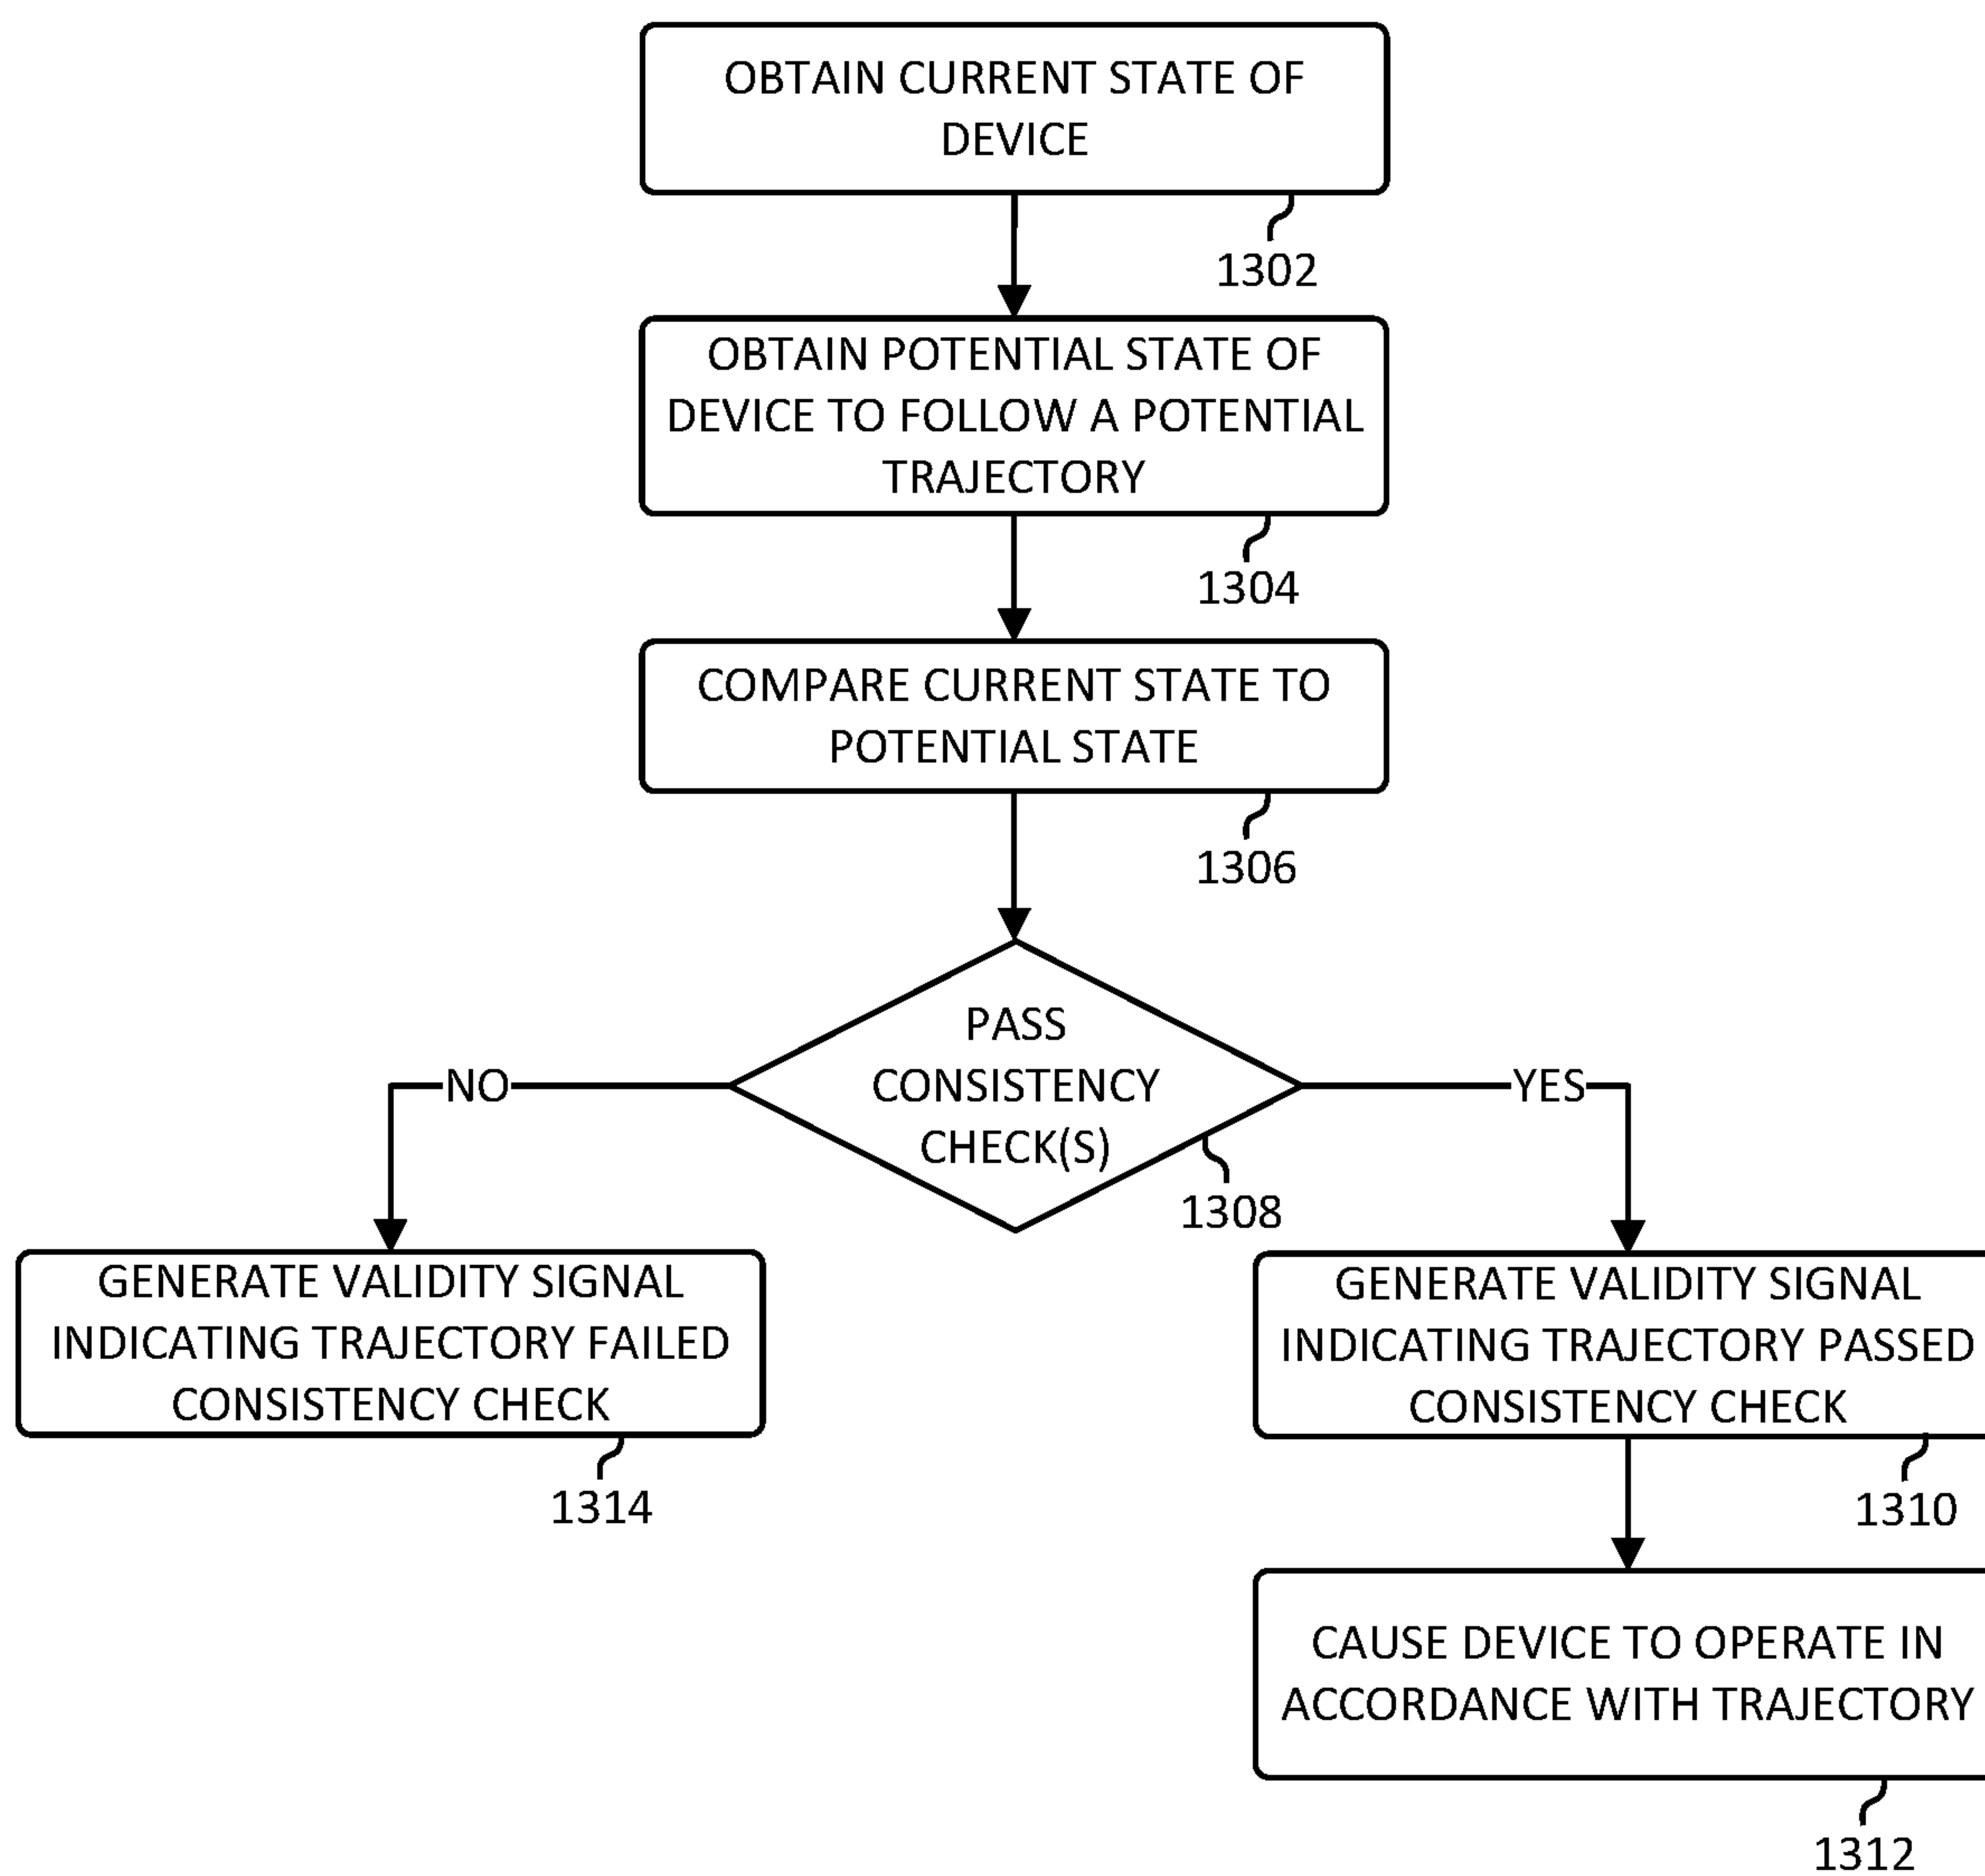 OBTAIN CURRENT STATE OF
DEVICE
1302
OBTAIN POTENTIAL STATE OF
DEVICE TO FOLLOW A POTENTIAL
TRAJECTORY
1304
COMPARE CURRENT STATE TO
POTENTIAL STATE
1306
PASS
CONSISTENCY
CHECK(S)
1308
NO
YES
GENERATE VALIDITY SIGNAL
INDICATING TRAJECTORY FAILED
CONSISTENCY CHECK
1314
GENERATE VALIDITY SIGNAL
INDICATING TRAJECTORY PASSED
CONSISTENCY CHECK
1310
CAUSE DEVICE TO OPERATE IN
ACCORDANCE WITH TRAJECTORY
1312